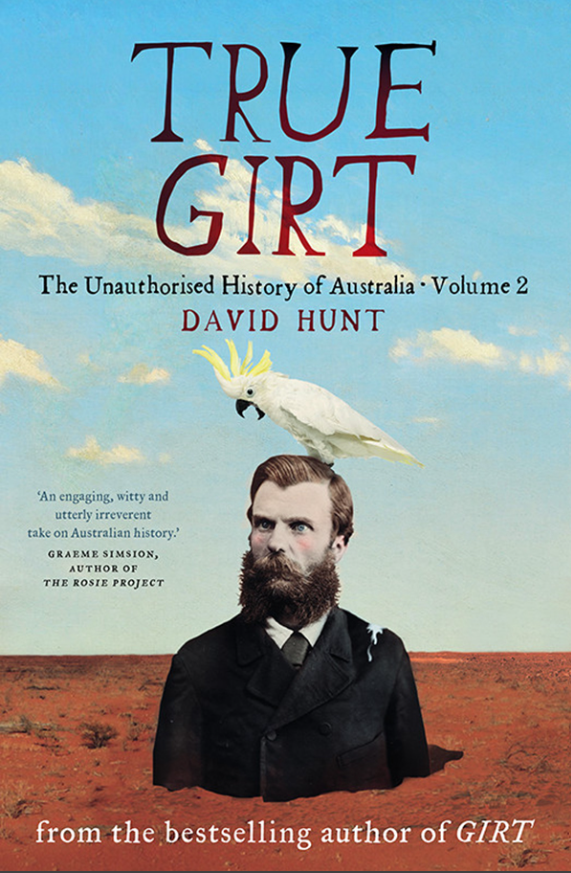 TRUE
GIRT
The Unauthorised History of Australia · Volume 2
DAVID HUNT
'An engaging, witty and
utterly irreverent
take on Australian history.'
GRAEME SIMSION,
AUTHOR OF
THE ROSIE PROJECT
from the bestselling author of GIRT